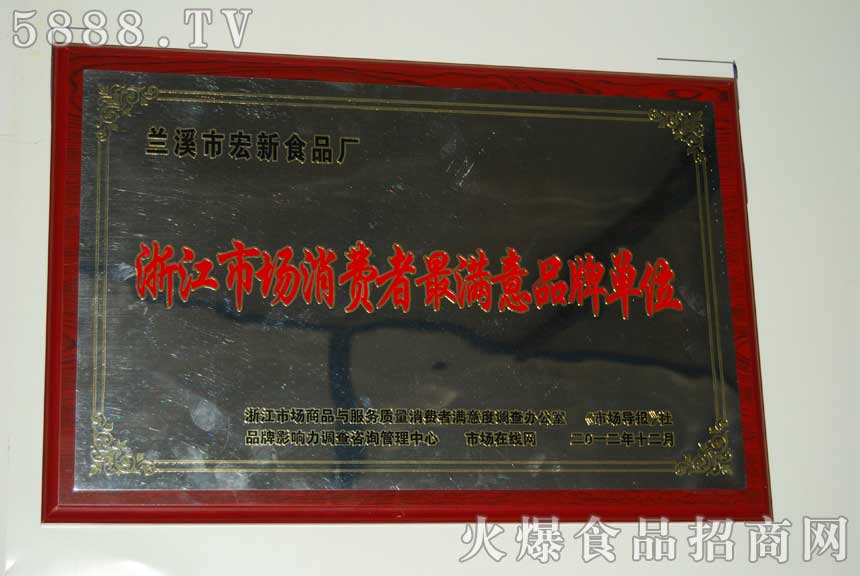 5888.TV
兰溪市宏新食品厂
浙江市场消费者最满意品牌单位
浙江市场商品与服务质量消费者满意度调查办公室 市场导报社
品牌影响力调查咨询管理中心 市场在线网 二〇一二年十二月
火爆食品招商网